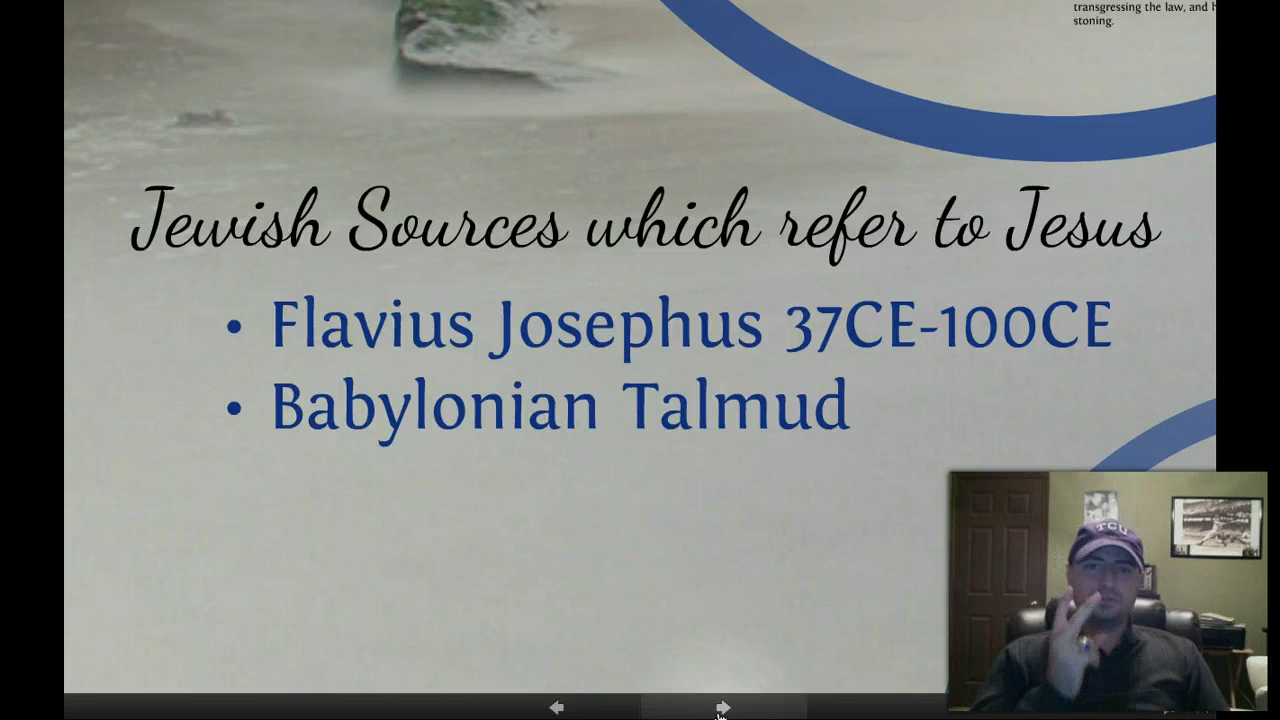 transgressing the law, and
stoning.
Jewish Sources which refer to Jesus
• Flavius Josephus 37CE-100CE
• Babylonian Talmud
TCU